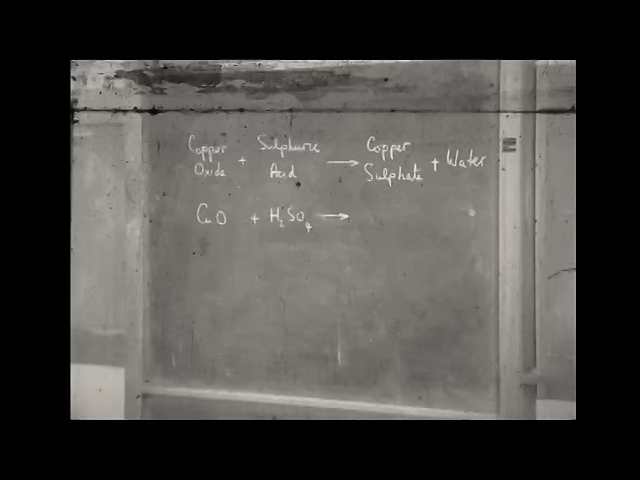 Copper Oxide + Sulphuric Acid → Copper Sulphate + Water
CuO + H₂SO₄ →